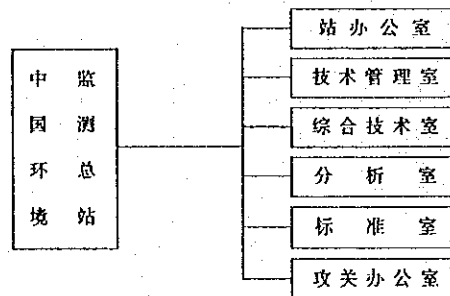 中国环境
监测总站
站办公室
技术管理室
综合技术室
分析室
标准室
攻关办公室